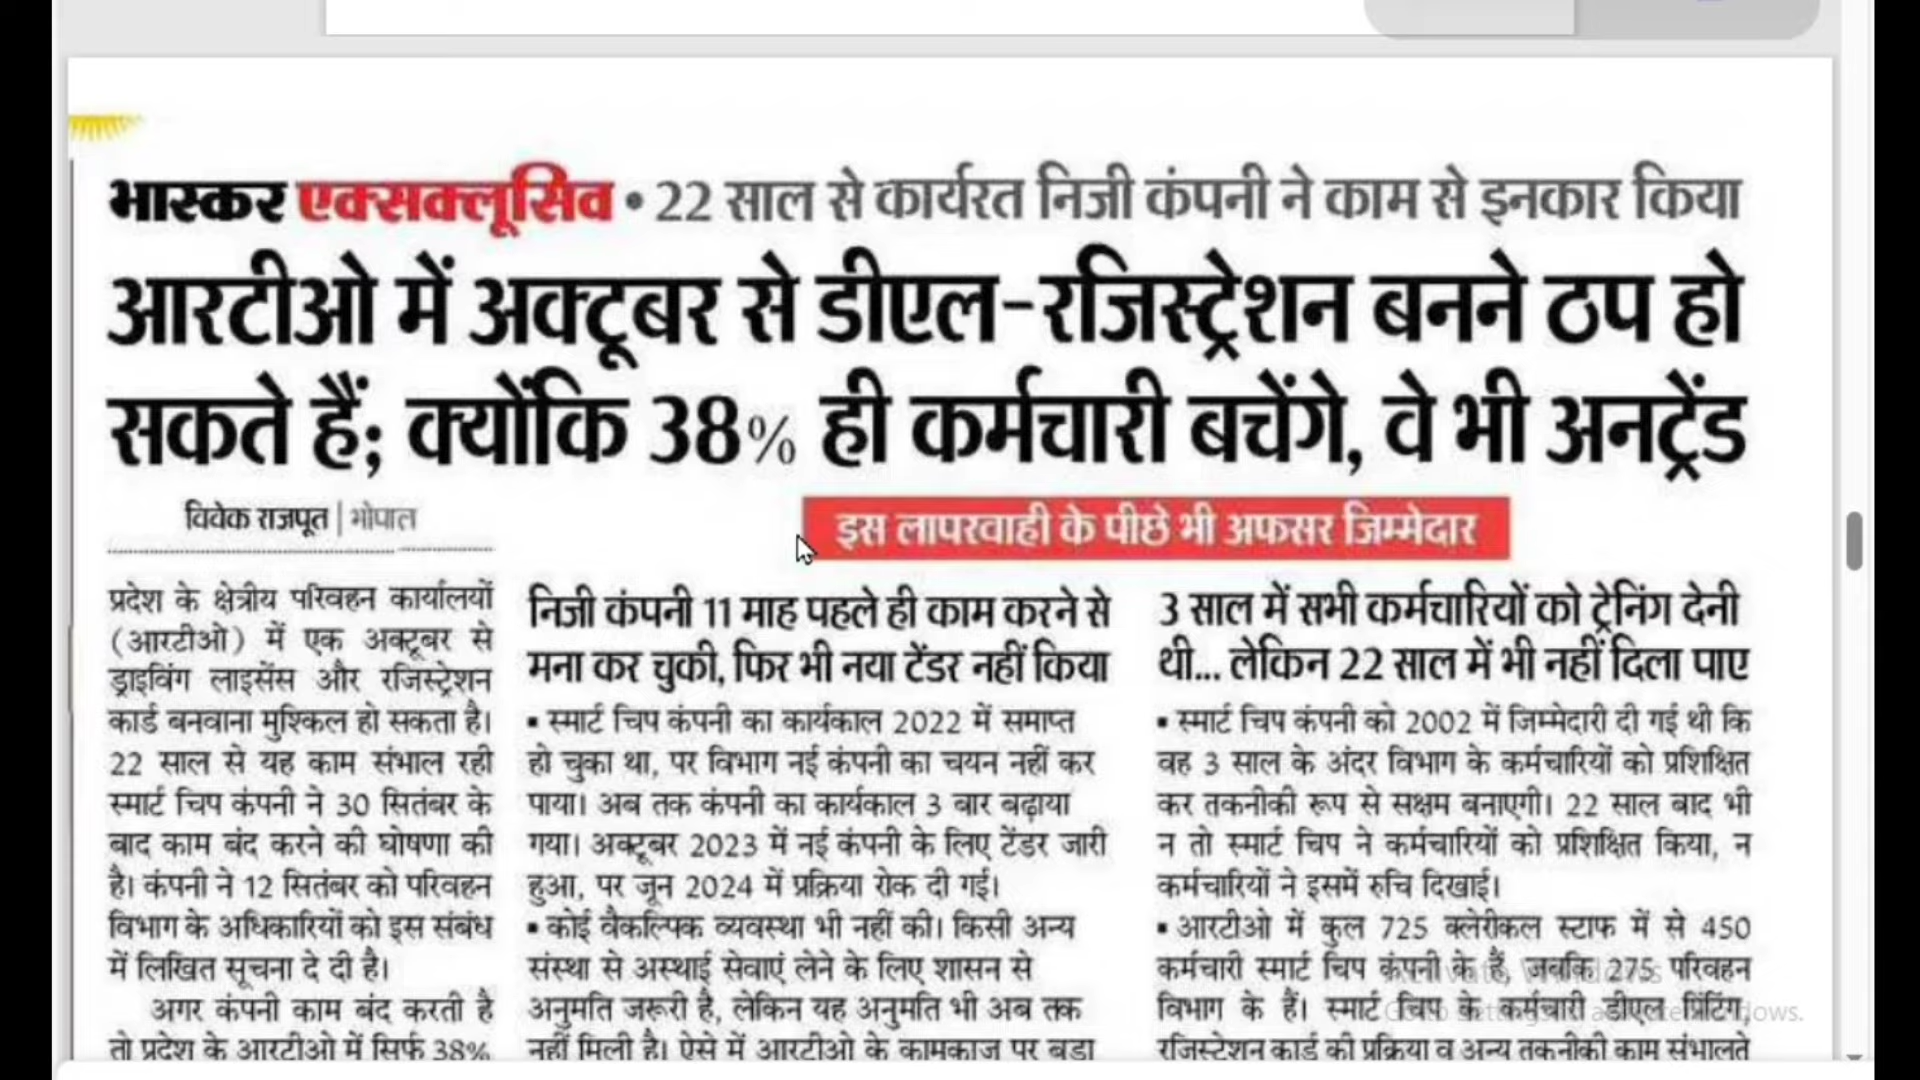 भास्कर एक्सक्लूसिव • 22 साल से कार्यरत निजी कंपनी ने काम से इनकार किया
आरटीओ में अक्टूबर से डीएल-रजिस्ट्रेशन बनने ठप हो
सकते हैं; क्योंकि 38% ही कर्मचारी बचेंगे, वे भी अनट्रेंड
विवेक राजपूत | भोपाल
प्रदेश के क्षेत्रीय परिवहन कार्यालयों
(आरटीओ) में एक अक्टूबर से
ड्राइविंग लाइसेंस और रजिस्ट्रेशन
कार्ड बनवाना मुश्किल हो सकता है।
22 साल से यह काम संभाल रही
स्मार्ट चिप कंपनी ने 30 सितंबर के
बाद काम बंद करने की घोषणा की
है। कंपनी ने 12 सितंबर को परिवहन
विभाग के अधिकारियों को इस संबंध
में लिखित सूचना दे दी है।
अगर कंपनी काम बंद करती है
तो प्रदेश के आरटीओ में सिर्फ 38%
इस लापरवाही के पीछे भी अफसर जिम्मेदार
निजी कंपनी 11 माह पहले ही काम करने से
मना कर चुकी, फिर भी नया टेंडर नहीं किया
▪ स्मार्ट चिप कंपनी का कार्यकाल 2022 में समाप्त
हो चुका था, पर विभाग नई कंपनी का चयन नहीं कर
पाया। अब तक कंपनी का कार्यकाल 3 बार बढ़ाया
गया। अक्टूबर 2023 में नई कंपनी के लिए टेंडर जारी
हुआ, पर जून 2024 में प्रक्रिया रोक दी गई।
▪ कोई वैकल्पिक व्यवस्था भी नहीं की। किसी अन्य
संस्था से अस्थाई सेवाएं लेने के लिए शासन से
अनुमति जरूरी है, लेकिन यह अनुमति भी अब तक
नहीं मिली है। ऐसे में आरटीओ के कामकाज पर बड़ा
3 साल में सभी कर्मचारियों को ट्रेनिंग देनी
थी... लेकिन 22 साल में भी नहीं दिला पाए
▪ स्मार्ट चिप कंपनी को 2002 में जिम्मेदारी दी गई थी कि
वह 3 साल के अंदर विभाग के कर्मचारियों को प्रशिक्षित
कर तकनीकी रूप से सक्षम बनाएगी। 22 साल बाद भी
न तो स्मार्ट चिप ने कर्मचारियों को प्रशिक्षित किया, न
कर्मचारियों ने इसमें रुचि दिखाई।
▪ आरटीओ में कुल 725 क्लेरीकल स्टाफ में से 450
कर्मचारी स्मार्ट चिप कंपनी के हैं, जबकि 275 परिवहन
विभाग के हैं। स्मार्ट चिप के कर्मचारी डीएल प्रिंटिंग,
रजिस्ट्रेशन कार्ड की प्रक्रिया व अन्य तकनीकी काम संभालते
Activate Windows
Go to Settings to activate Windows.